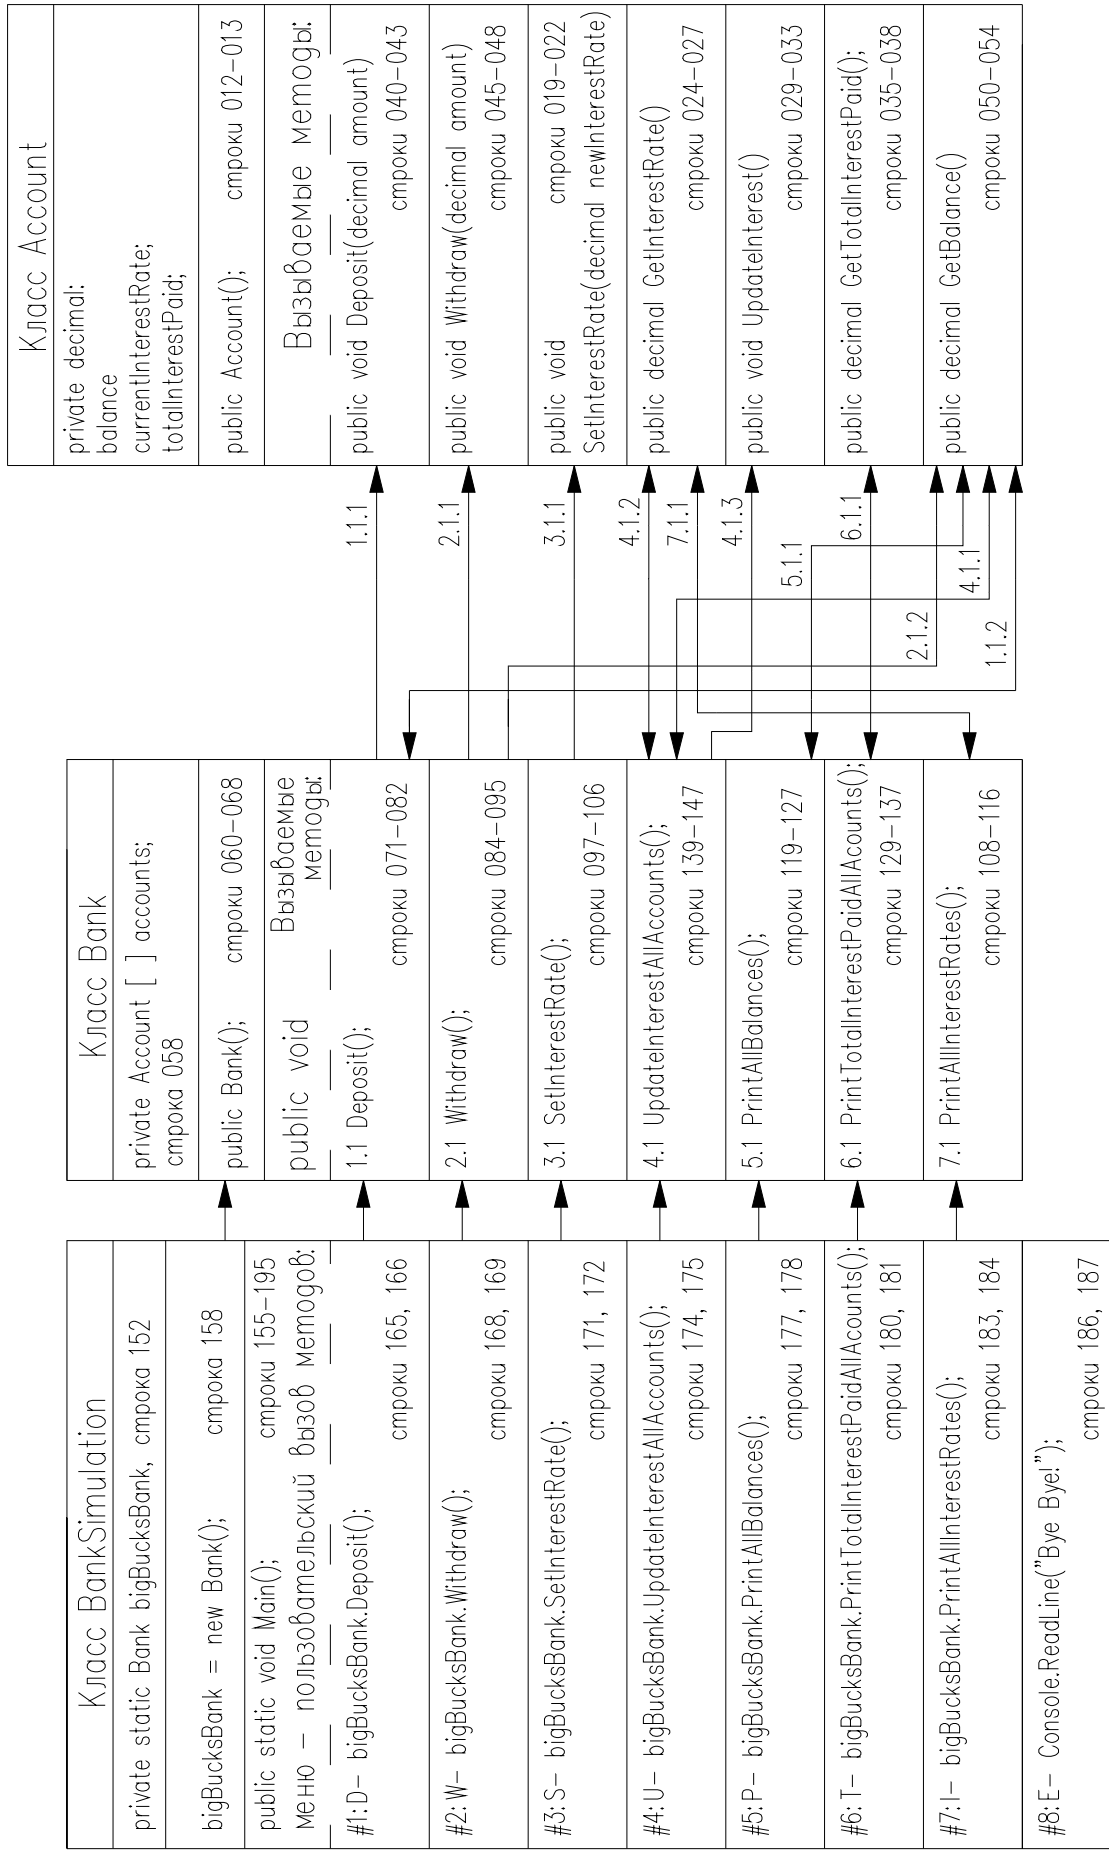 Класс BankSimulation
private static Bank bigBucksBank, строка 152
bigBucksBank = new Bank(); строка 158
public static void Main(); строки 155-195
меню - пользовательский вызов методов:
#1:D- bigBucksBank.Deposit();
строки 165, 166
#2:W- bigBucksBank.Withdraw();
строки 168, 169
#3:S- bigBucksBank.SetInterestRate();
строки 171, 172
#4:U- bigBucksBank.UpdateInterestAllAccounts();
строки 174, 175
#5:P- bigBucksBank.PrintAllBalances();
строки 177, 178
#6:T- bigBucksBank.PrintTotalInterestPaidAllAcounts();
строки 180, 181
#7:I- bigBucksBank.PrintAllInterestRates();
строки 183, 184
#8:E- Console.ReadLine("Bye Bye!");
строки 186, 187
Класс Bank
private Account [ ] accounts;
строка 058
public Bank(); строки 060-068
public void Вызываемые
методы:
1.1 Deposit();
строки 071-082
2.1 Withdraw();
строки 084-095
3.1 SetInterestRate();
строки 097-106
4.1 UpdateInterestAllAccounts();
строки 139-147
5.1 PrintAllBalances();
строки 119-127
6.1 PrintTotalInterestPaidAllAcounts();
строки 129-137
7.1 PrintAllInterestRates();
строки 108-116
1.1.1
2.1.1
3.1.1
4.1.2
7.1.1
4.1.3
5.1.1
6.1.1
2.1.2
4.1.1
1.1.2
Класс Account
private decimal:
balance
currentInterestRate;
totalInterestPaid;
public Account(); строки 012-013
Вызываемые методы:
public void Deposit(decimal amount)
строки 040-043
public void Withdraw(decimal amount)
строки 045-048
public void строки 019-022
SetInterestRate(decimal newInterestRate)
public decimal GetInterestRate()
строки 024-027
public void UpdateInterest()
строки 029-033
public decimal GetTotalInterestPaid();
строки 035-038
public decimal GetBalance()
строки 050-054